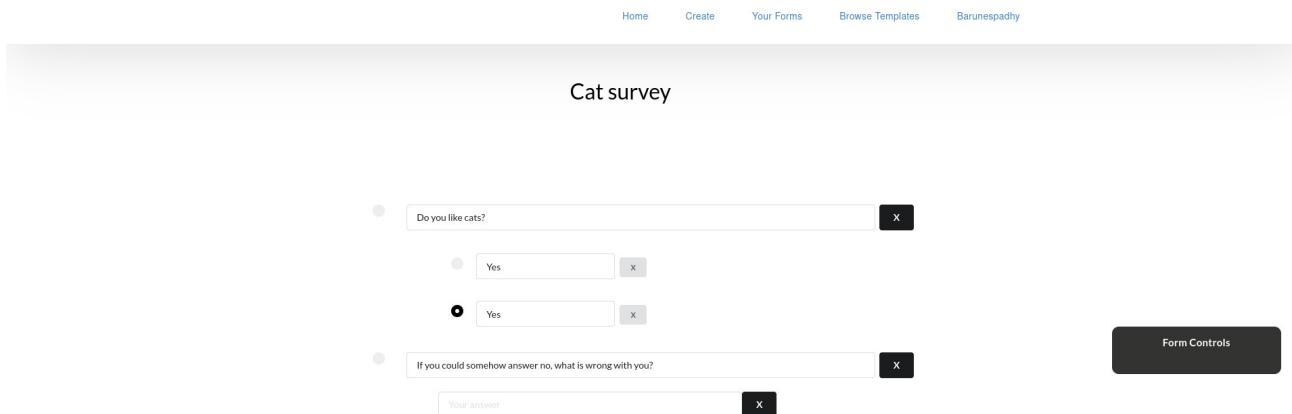 Home Create Your Forms Browse Templates Barunespadhy
Cat survey
Do you like cats? X
Yes x
Yes x
If you could somehow answer no, what is wrong with you? X
Form Controls
Your answer X